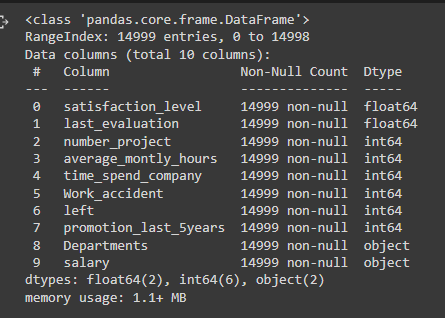 <class 'pandas.core.frame.DataFrame'>
RangeIndex: 14999 entries, 0 to 14998
Data columns (total 10 columns):
 #   Column                 Non-Null Count  Dtype
---  ------                 --------------  -----
 0   satisfaction_level     14999 non-null  float64
 1   last_evaluation        14999 non-null  float64
 2   number_project         14999 non-null  int64
 3   average_montly_hours   14999 non-null  int64
 4   time_spend_company     14999 non-null  int64
 5   Work_accident          14999 non-null  int64
 6   left                   14999 non-null  int64
 7   promotion_last_5years  14999 non-null  int64
 8   Departments            14999 non-null  object
 9   salary                 14999 non-null  object
dtypes: float64(2), int64(6), object(2)
memory usage: 1.1+ MB